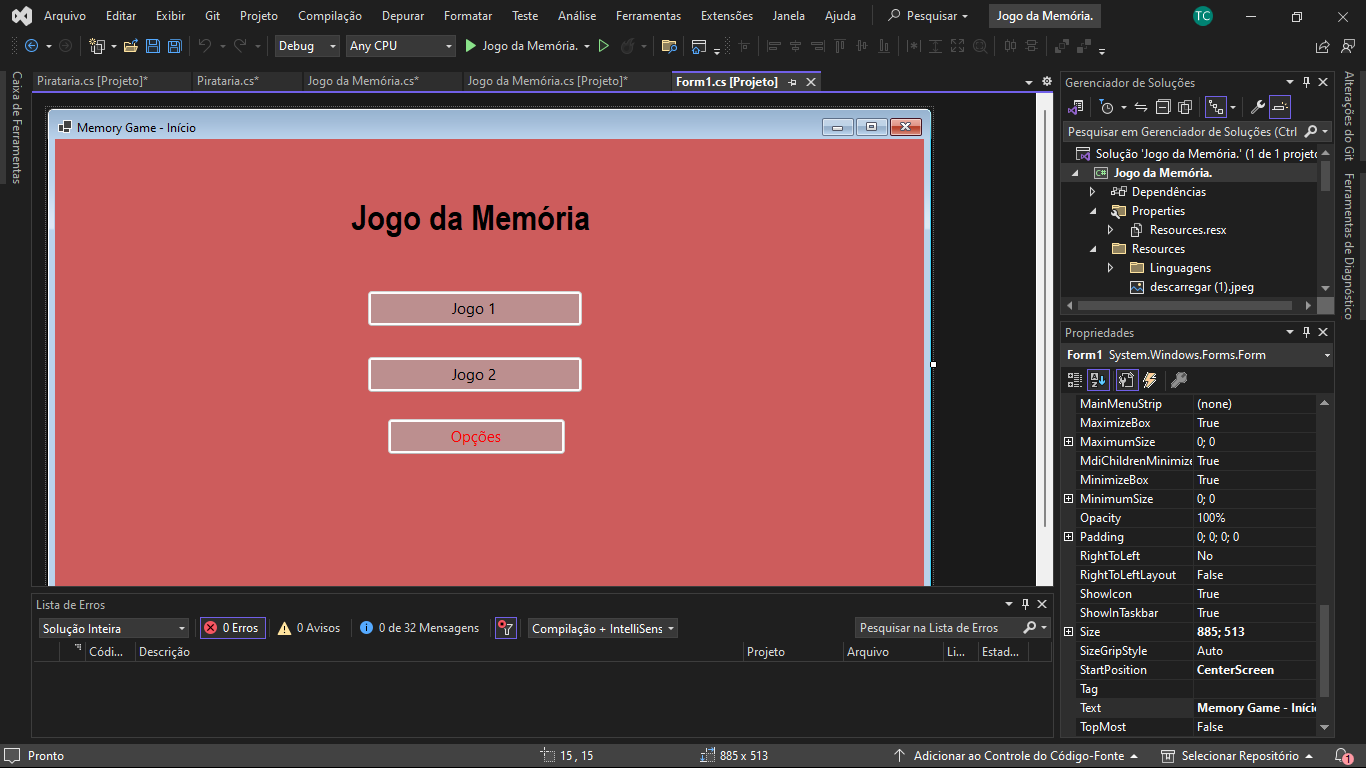 Arquivo Editar Exibir Git Projeto Compilação Depurar Formatar Teste Análise Ferramentas Extensões Janela Ajuda Pesquisar Jogo da Memória. TC
Debug Any CPU Jogo da Memória.
Caixa de Ferramentas
Pirataria.cs [Projeto]* Pirataria.cs* Jogo da Memória.cs* Jogo da Memória.cs [Projeto]* Form1.cs [Projeto]
Memory Game - Início
Jogo da Memória
Jogo 1
Jogo 2
Opções
Lista de Erros
Solução Inteira 0 Erros 0 Avisos 0 de 32 Mensagens Compilação + IntelliSens Pesquisar na Lista de Erros
Códi... Descrição Projeto Arquivo Li... Estad...
Gerenciador de Soluções
Pesquisar em Gerenciador de Soluções (Ctrl
Solução 'Jogo da Memória.' (1 de 1 projeto
C# Jogo da Memória.
Dependências
Properties
Resources.resx
Resources
Linguagens
descarregar (1).jpeg
Propriedades
Form1 System.Windows.Forms.Form
MainMenuStrip (none)
MaximizeBox True
MaximumSize 0; 0
MdiChildrenMinimize True
MinimizeBox True
MinimumSize 0; 0
Opacity 100%
Padding 0; 0; 0; 0
RightToLeft No
RightToLeftLayout False
ShowIcon True
ShowInTaskbar True
Size 885; 513
SizeGripStyle Auto
StartPosition CenterScreen
Tag
Text Memory Game - Iníci
TopMost False
Alterações do Git
Ferramentas de Diagnóstico
Pronto 15 , 15 885 x 513 Adicionar ao Controle do Código-Fonte Selecionar Repositório 1